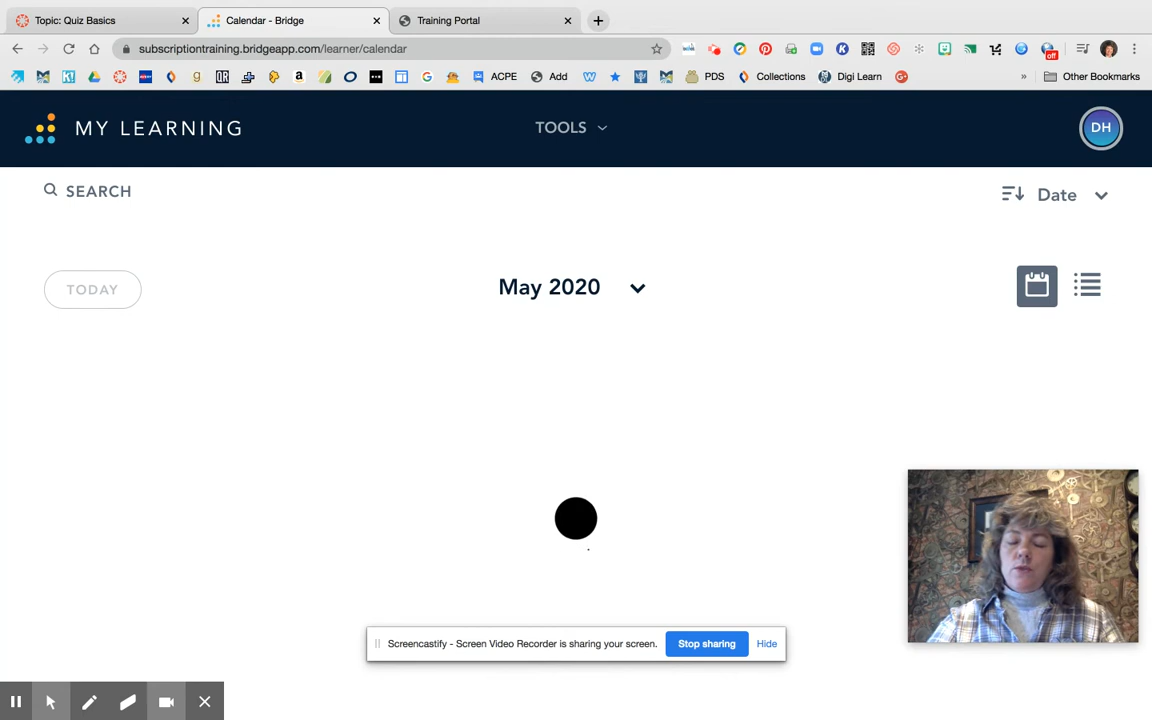 Topic: Quiz Basics
Calendar - Bridge
Training Portal
subscriptiontraining.bridgeapp.com/learner/calendar
off
ACPE
Add
PDS
Collections
Digi Learn
Other Bookmarks
MY LEARNING
TOOLS
DH
SEARCH
Date
TODAY
May 2020
Screencastify - Screen Video Recorder is sharing your screen.
Stop sharing
Hide